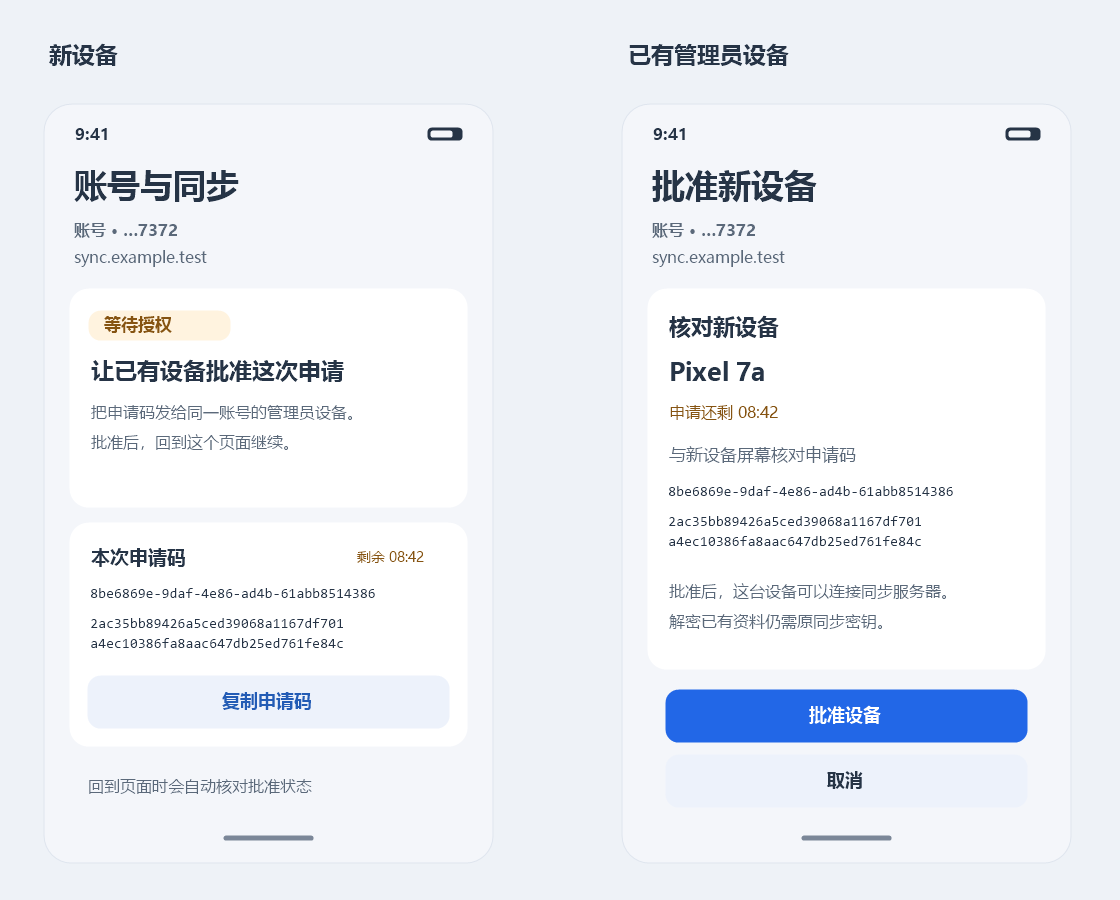 新设备
9:41
账号与同步
账号 • ...7372
sync.example.test
等待授权
让已有设备批准这次申请
把申请码发给同一账号的管理员设备。
批准后，回到这个页面继续。
本次申请码
剩余 08:42
8be6869e-9daf-4e86-ad4b-61abb8514386
2ac35bb89426a5ced39068a1167df701
a4ec10386fa8aac647db25ed761fe84c
复制申请码
回到页面时会自动核对批准状态
已有管理员设备
9:41
批准新设备
账号 • ...7372
sync.example.test
核对新设备
Pixel 7a
申请还剩 08:42
与新设备屏幕核对申请码
8be6869e-9daf-4e86-ad4b-61abb8514386
2ac35bb89426a5ced39068a1167df701
a4ec10386fa8aac647db25ed761fe84c
批准后，这台设备可以连接同步服务器。
解密已有资料仍需原同步密钥。
批准设备
取消